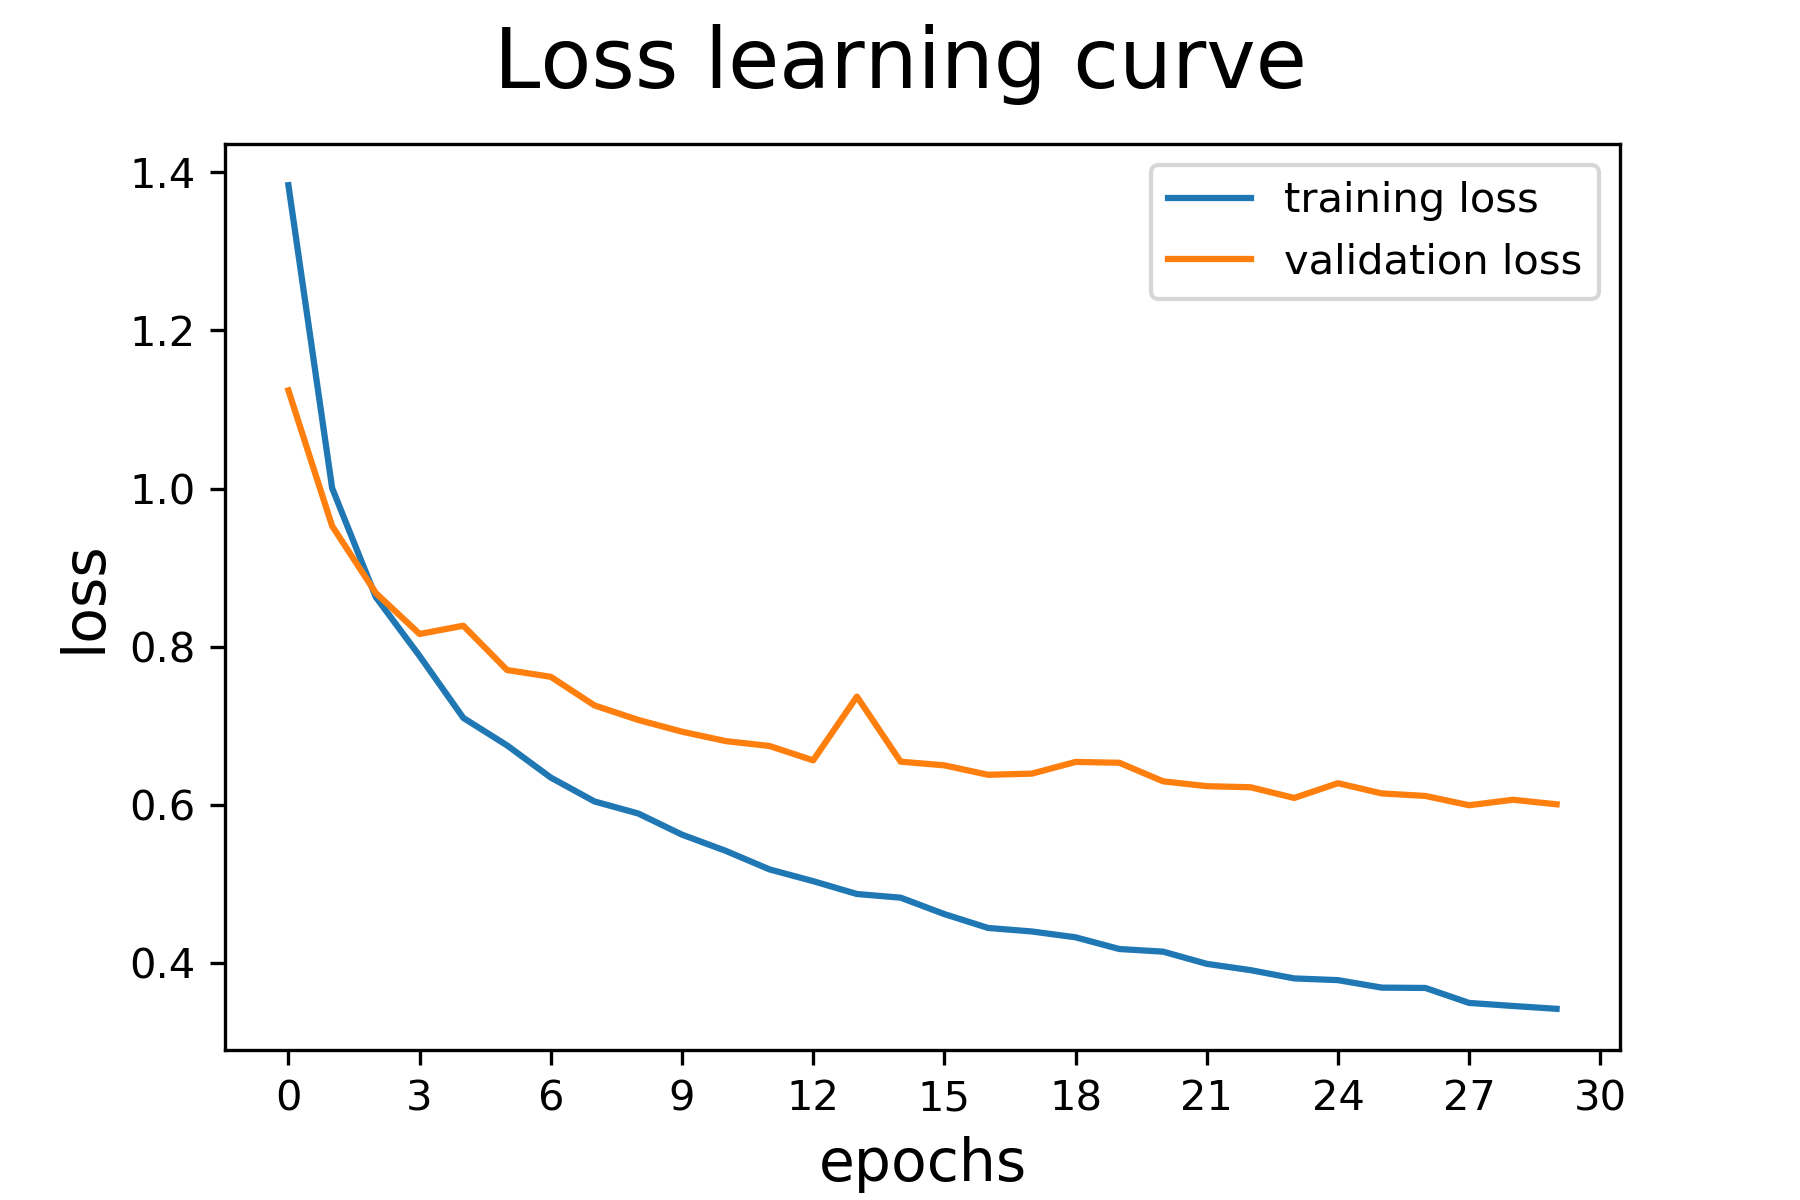 Loss learning curve
training loss
validation loss
1.4
1.2
1.0
0.8
0.6
0.4
loss
0 3 6 9 12 15 18 21 24 27 30
epochs